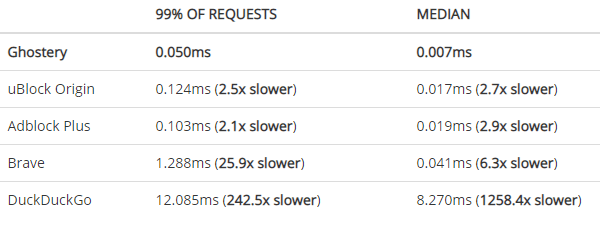 99% OF REQUESTS MEDIAN
Ghostery 0.050ms 0.007ms
uBlock Origin 0.124ms (2.5x slower) 0.017ms (2.7x slower)
Adblock Plus 0.103ms (2.1x slower) 0.019ms (2.9x slower)
Brave 1.288ms (25.9x slower) 0.041ms (6.3x slower)
DuckDuckGo 12.085ms (242.5x slower) 8.270ms (1258.4x slower)